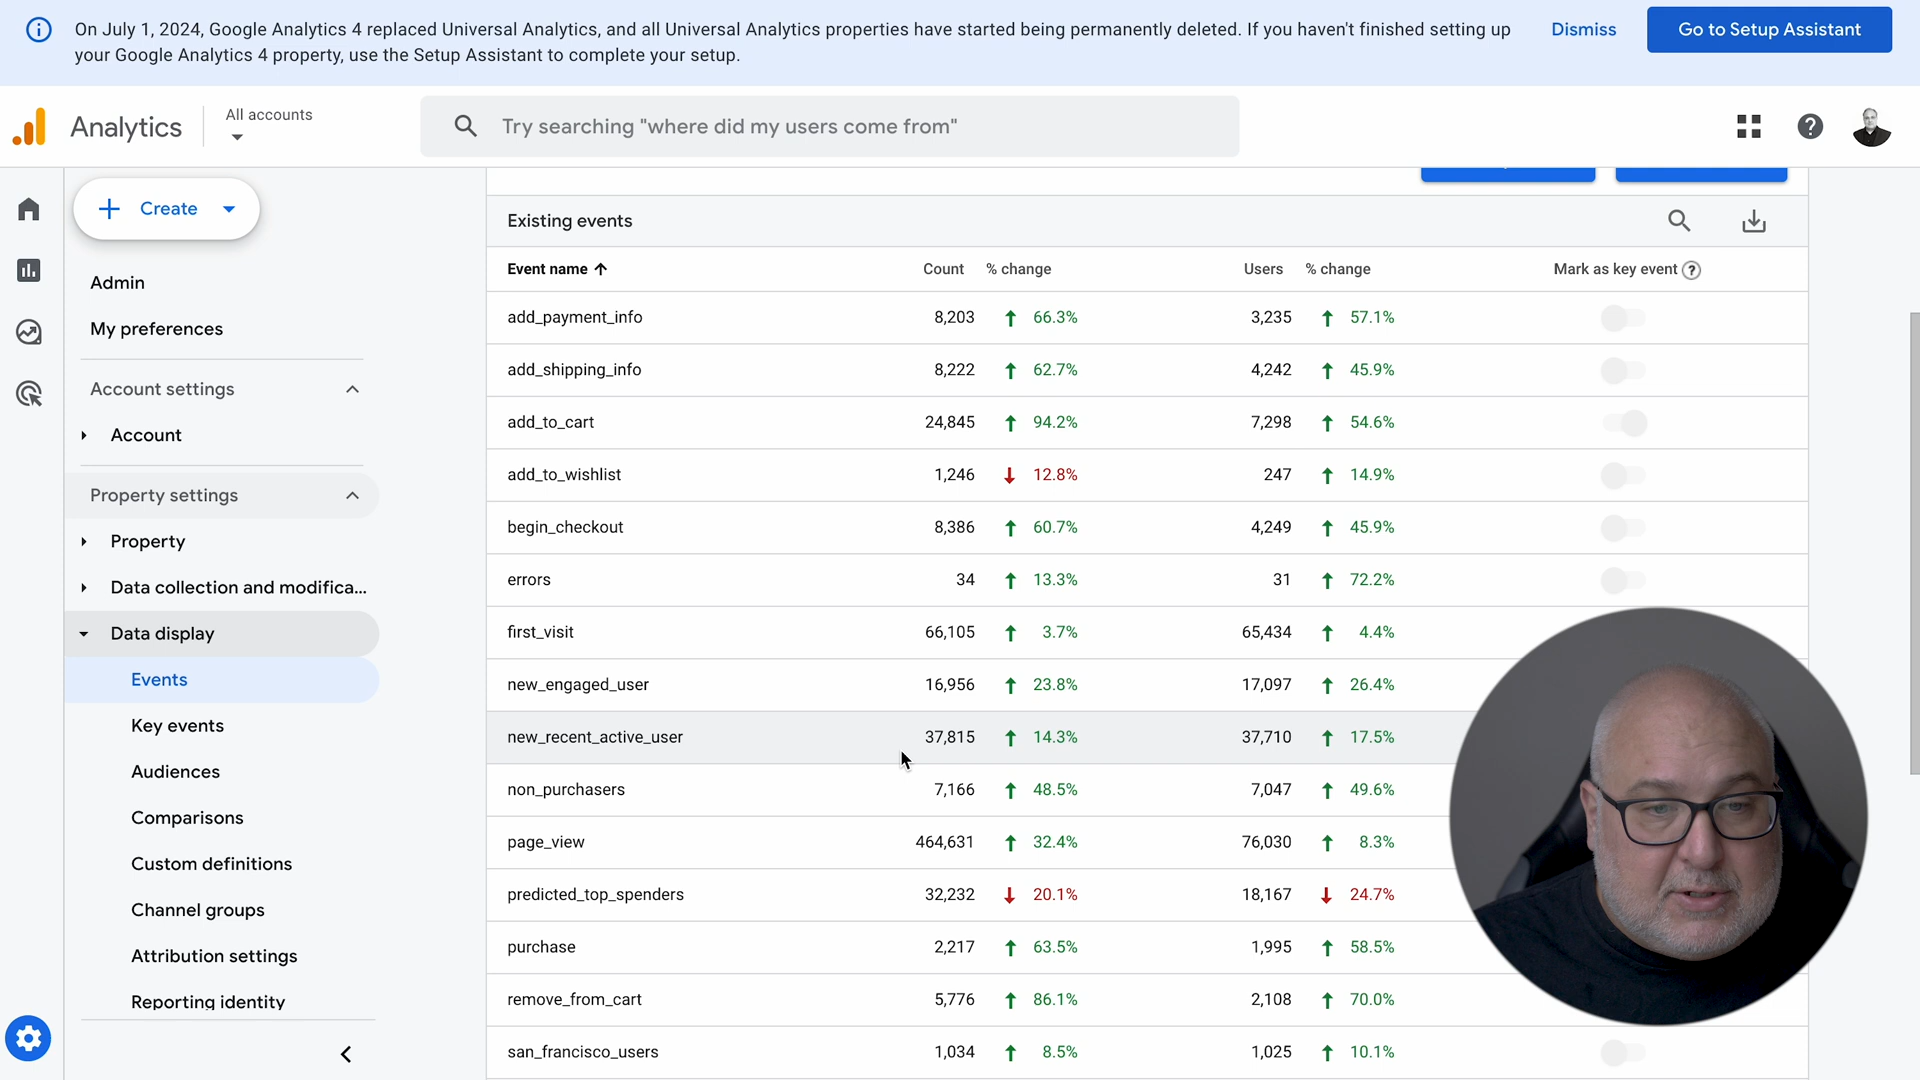 On July 1, 2024, Google Analytics 4 replaced Universal Analytics, and all Universal Analytics properties have started being permanently deleted. If you haven't finished setting up
your Google Analytics 4 property, use the Setup Assistant to complete your setup.
Dismiss
Go to Setup Assistant
Analytics
All accounts
Try searching "where did my users come from"
Create
Admin
My preferences
Account settings
Account
Property settings
Property
Data collection and modifica...
Data display
Events
Key events
Audiences
Comparisons
Custom definitions
Channel groups
Attribution settings
Reporting identity
Existing events
Event name Count % change Users % change Mark as key event
add_payment_info 8,203 66.3% 3,235 57.1%
add_shipping_info 8,222 62.7% 4,242 45.9%
add_to_cart 24,845 94.2% 7,298 54.6%
add_to_wishlist 1,246 12.8% 247 14.9%
begin_checkout 8,386 60.7% 4,249 45.9%
errors 34 13.3% 31 72.2%
first_visit 66,105 3.7% 65,434 4.4%
new_engaged_user 16,956 23.8% 17,097 26.4%
new_recent_active_user 37,815 14.3% 37,710 17.5%
non_purchasers 7,166 48.5% 7,047 49.6%
page_view 464,631 32.4% 76,030 8.3%
predicted_top_spenders 32,232 20.1% 18,167 24.7%
purchase 2,217 63.5% 1,995 58.5%
remove_from_cart 5,776 86.1% 2,108 70.0%
san_francisco_users 1,034 8.5% 1,025 10.1%